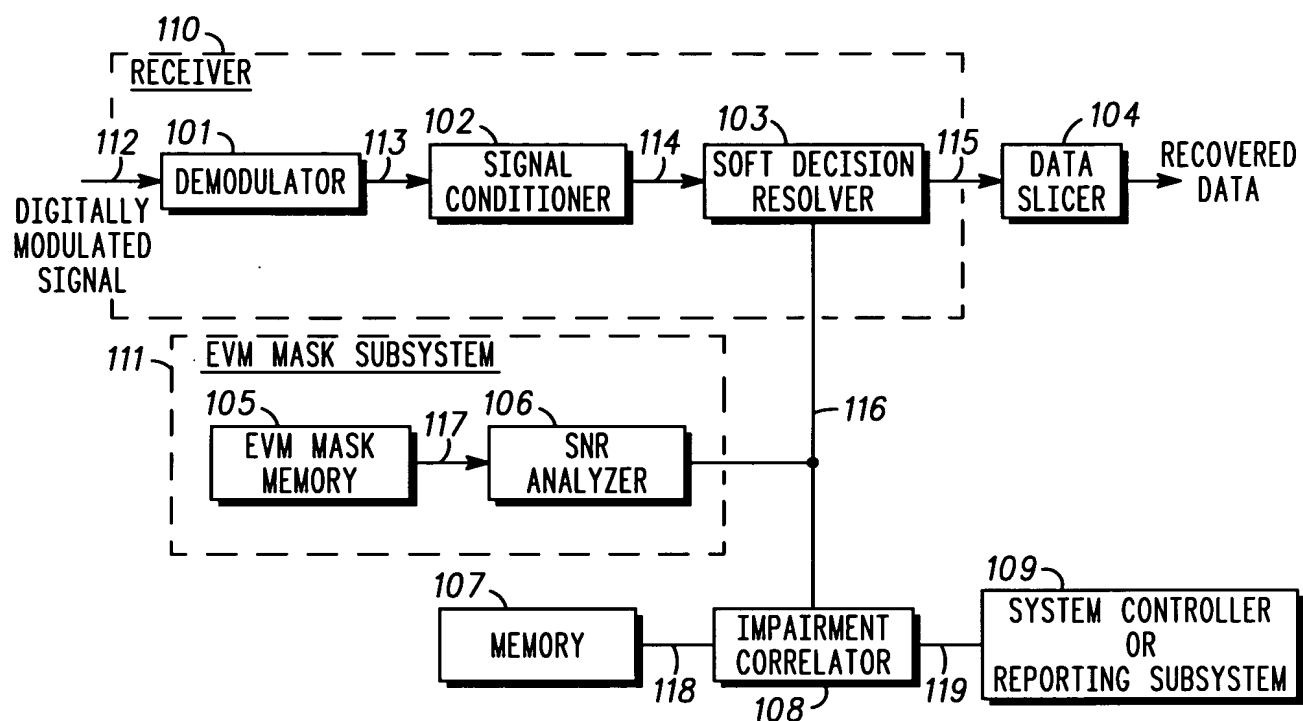 110
RECEIVER
112
101
113
102
114
103
115
104
DEMODULATOR
SIGNAL
CONDITIONER
SOFT DECISION
RESOLVER
DATA
SLICER
RECOVERED
DATA
DIGITALLY
MODULATED
SIGNAL
111
EVM MASK SUBSYSTEM
105
117
106
116
EVM MASK
MEMORY
SNR
ANALYZER
107
109
MEMORY
118
IMPAIRMENT
CORRELATOR
108
119
SYSTEM CONTROLLER
OR
REPORTING SUBSYSTEM